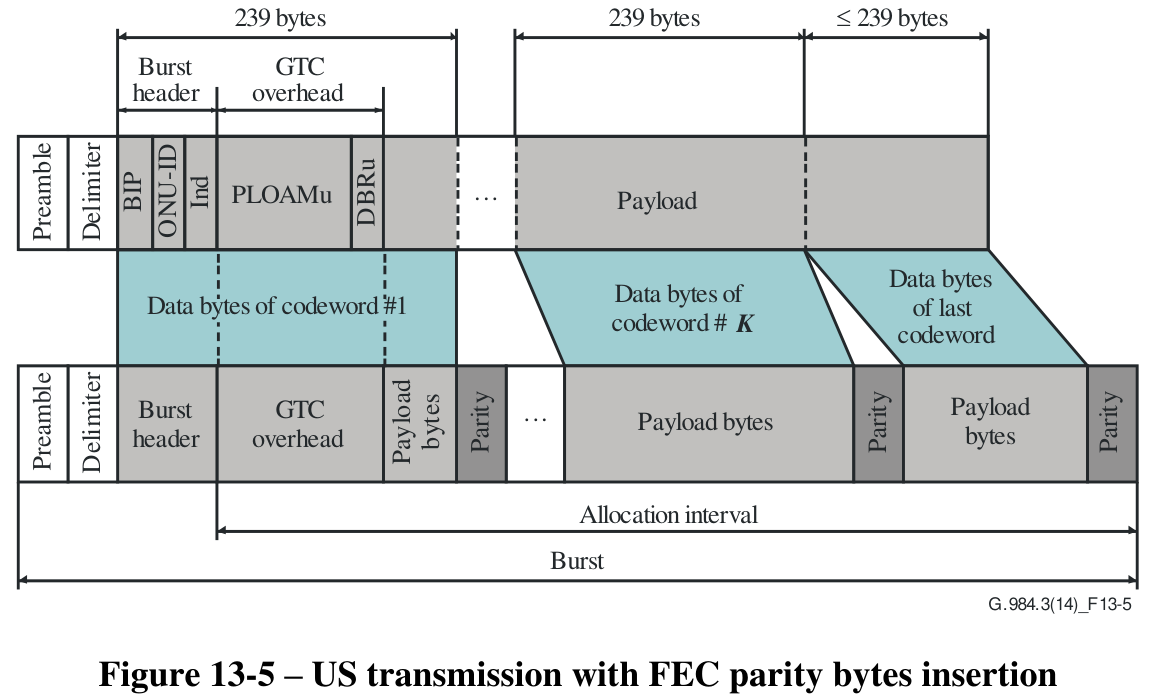 239 bytes
239 bytes
≤ 239 bytes
Burst
header
GTC
overhead
Preamble
Delimiter
BIP
ONU-ID
Ind
PLOAMu
DBRu
...
Payload
Data bytes of codeword #1
Data bytes of
codeword # K
Data bytes
of last
codeword
Preamble
Delimiter
Burst
header
GTC
overhead
Payload
bytes
Parity
...
Payload bytes
Parity
Payload
bytes
Parity
Allocation interval
Burst
G.984.3(14)_F13-5
Figure 13-5 – US transmission with FEC parity bytes insertion